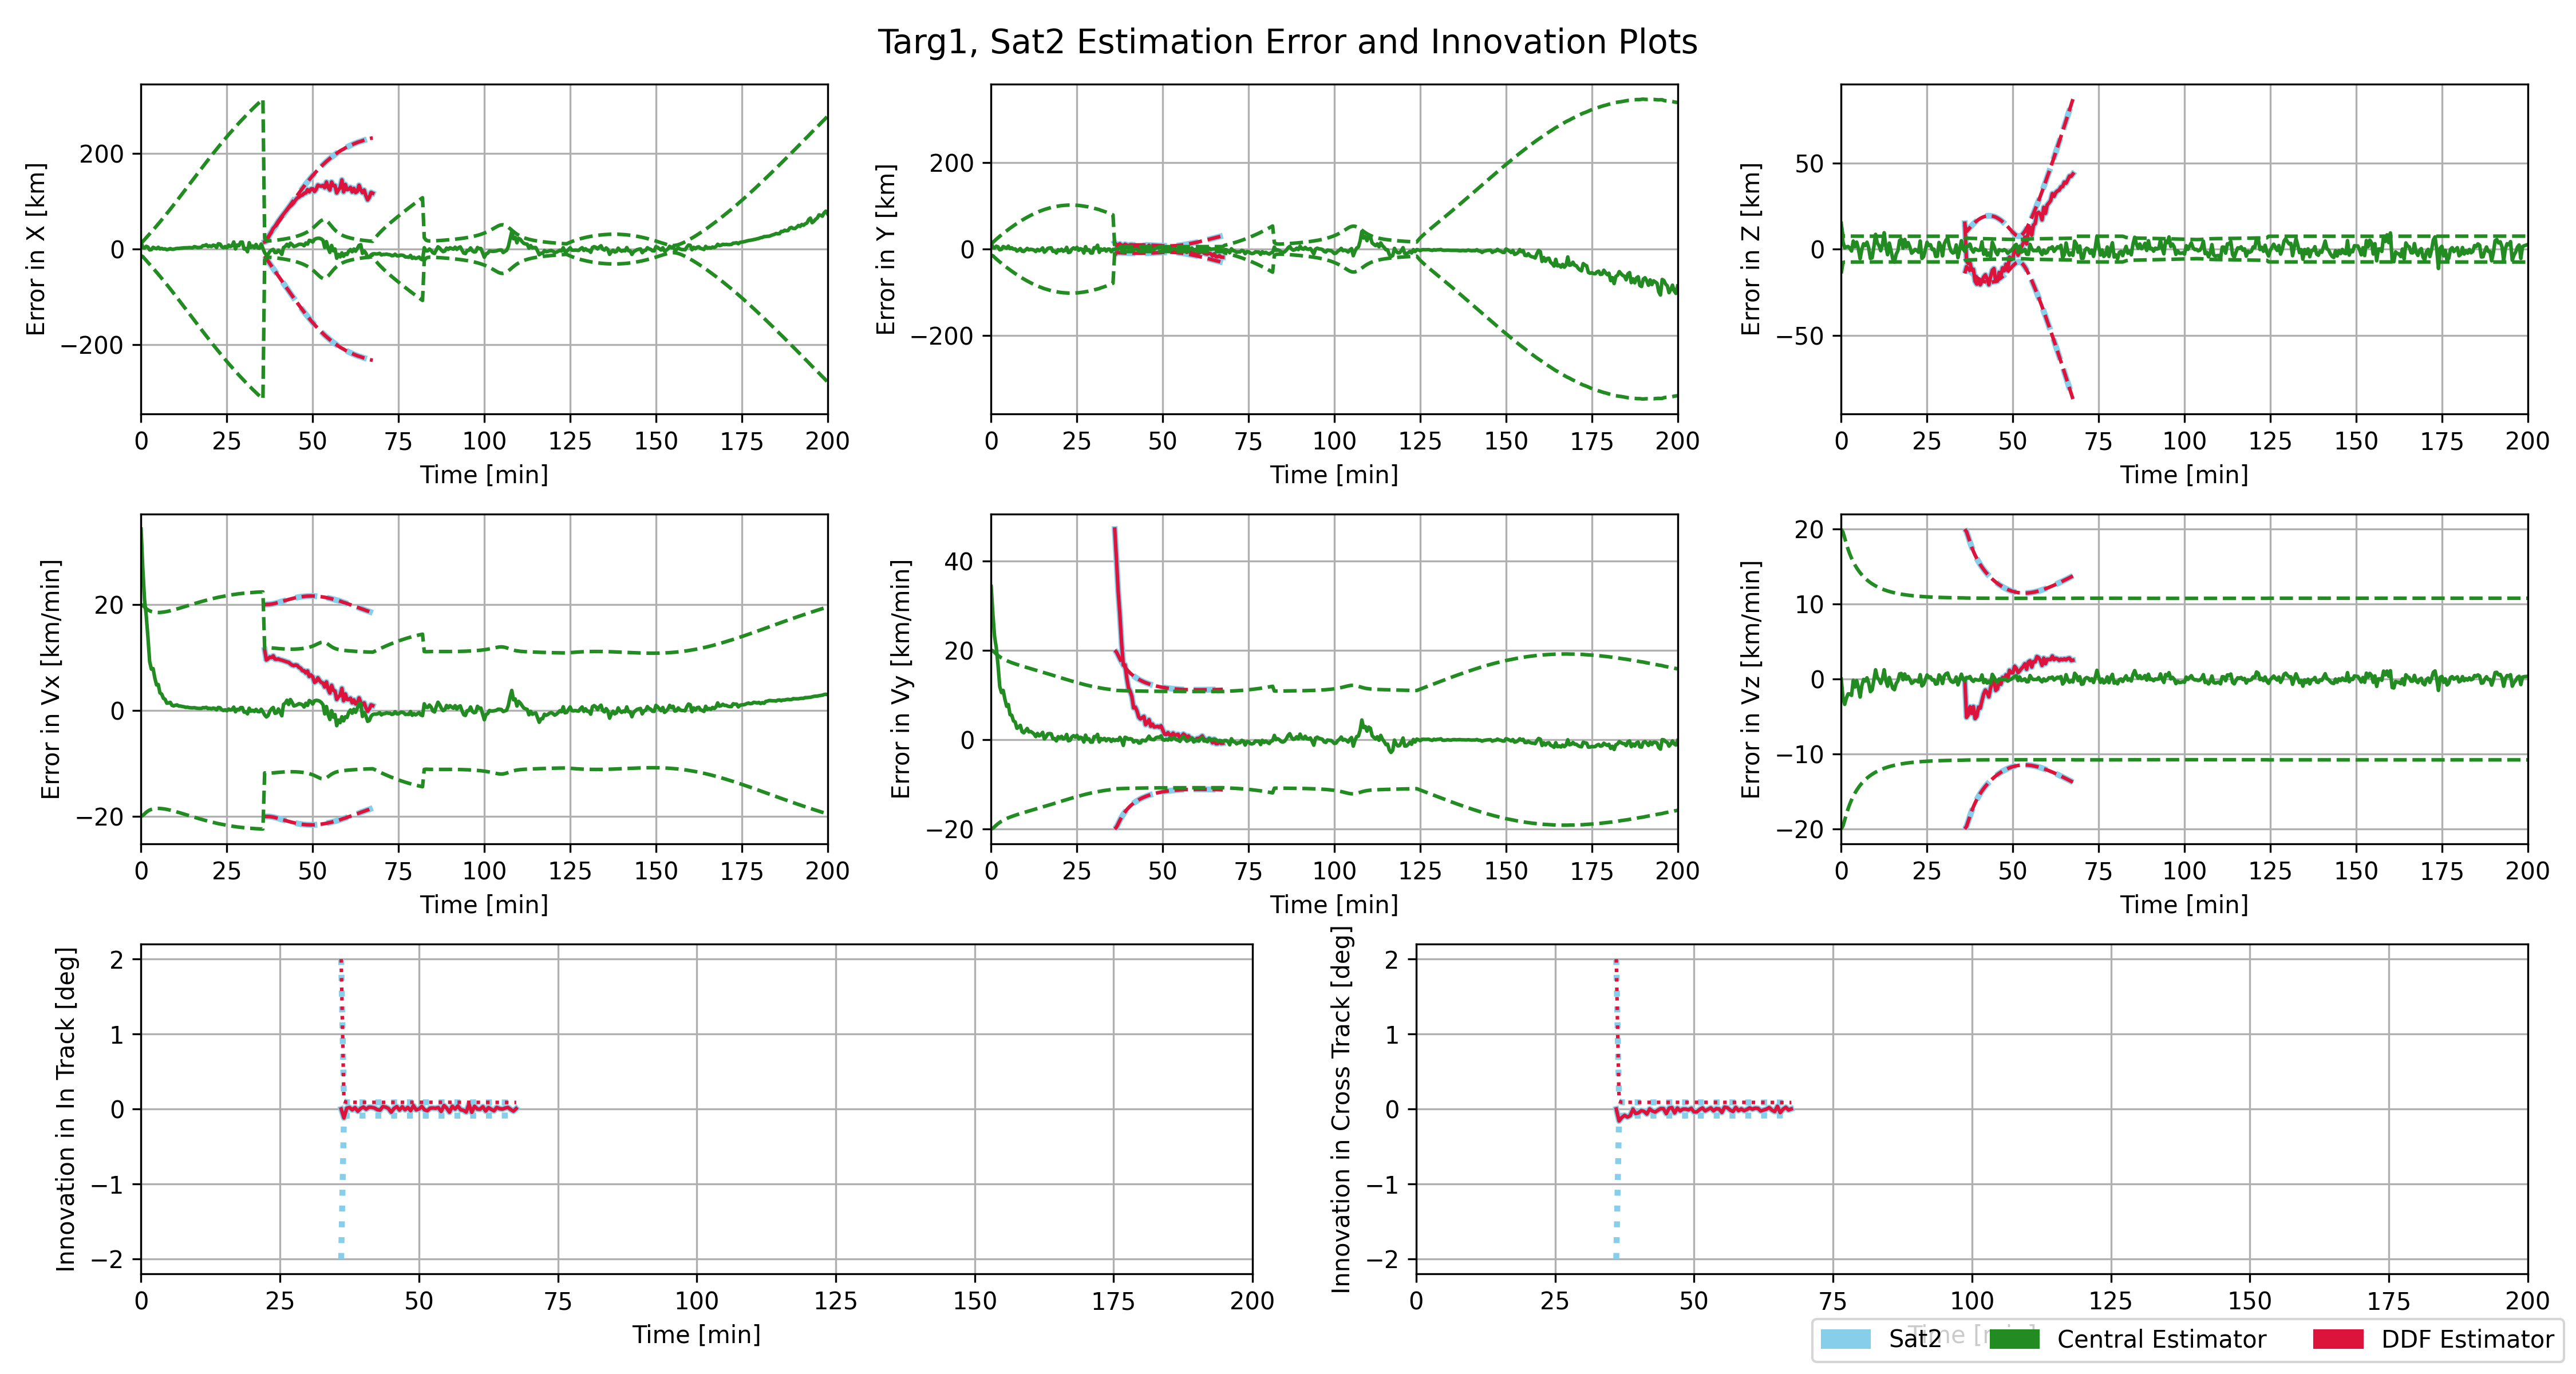 Targ1, Sat2 Estimation Error and Innovation Plots
Error in X [km]
200
0
−200
0 25 50 75 100 125 150 175 200
Time [min]
Error in Y [km]
200
0
−200
0 25 50 75 100 125 150 175 200
Time [min]
Error in Z [km]
50
0
−50
0 25 50 75 100 125 150 175 200
Time [min]
Error in Vx [km/min]
20
0
−20
0 25 50 75 100 125 150 175 200
Time [min]
Error in Vy [km/min]
40
20
0
−20
0 25 50 75 100 125 150 175 200
Time [min]
Error in Vz [km/min]
20
10
0
−10
−20
0 25 50 75 100 125 150 175 200
Time [min]
Innovation in In Track [deg]
2
1
0
−1
−2
0 25 50 75 100 125 150 175 200
Time [min]
Innovation in Cross Track [deg]
2
1
0
−1
−2
0 25 50 75 100 125 150 175 200
Time [min]
Sat2 Central Estimator DDF Estimator